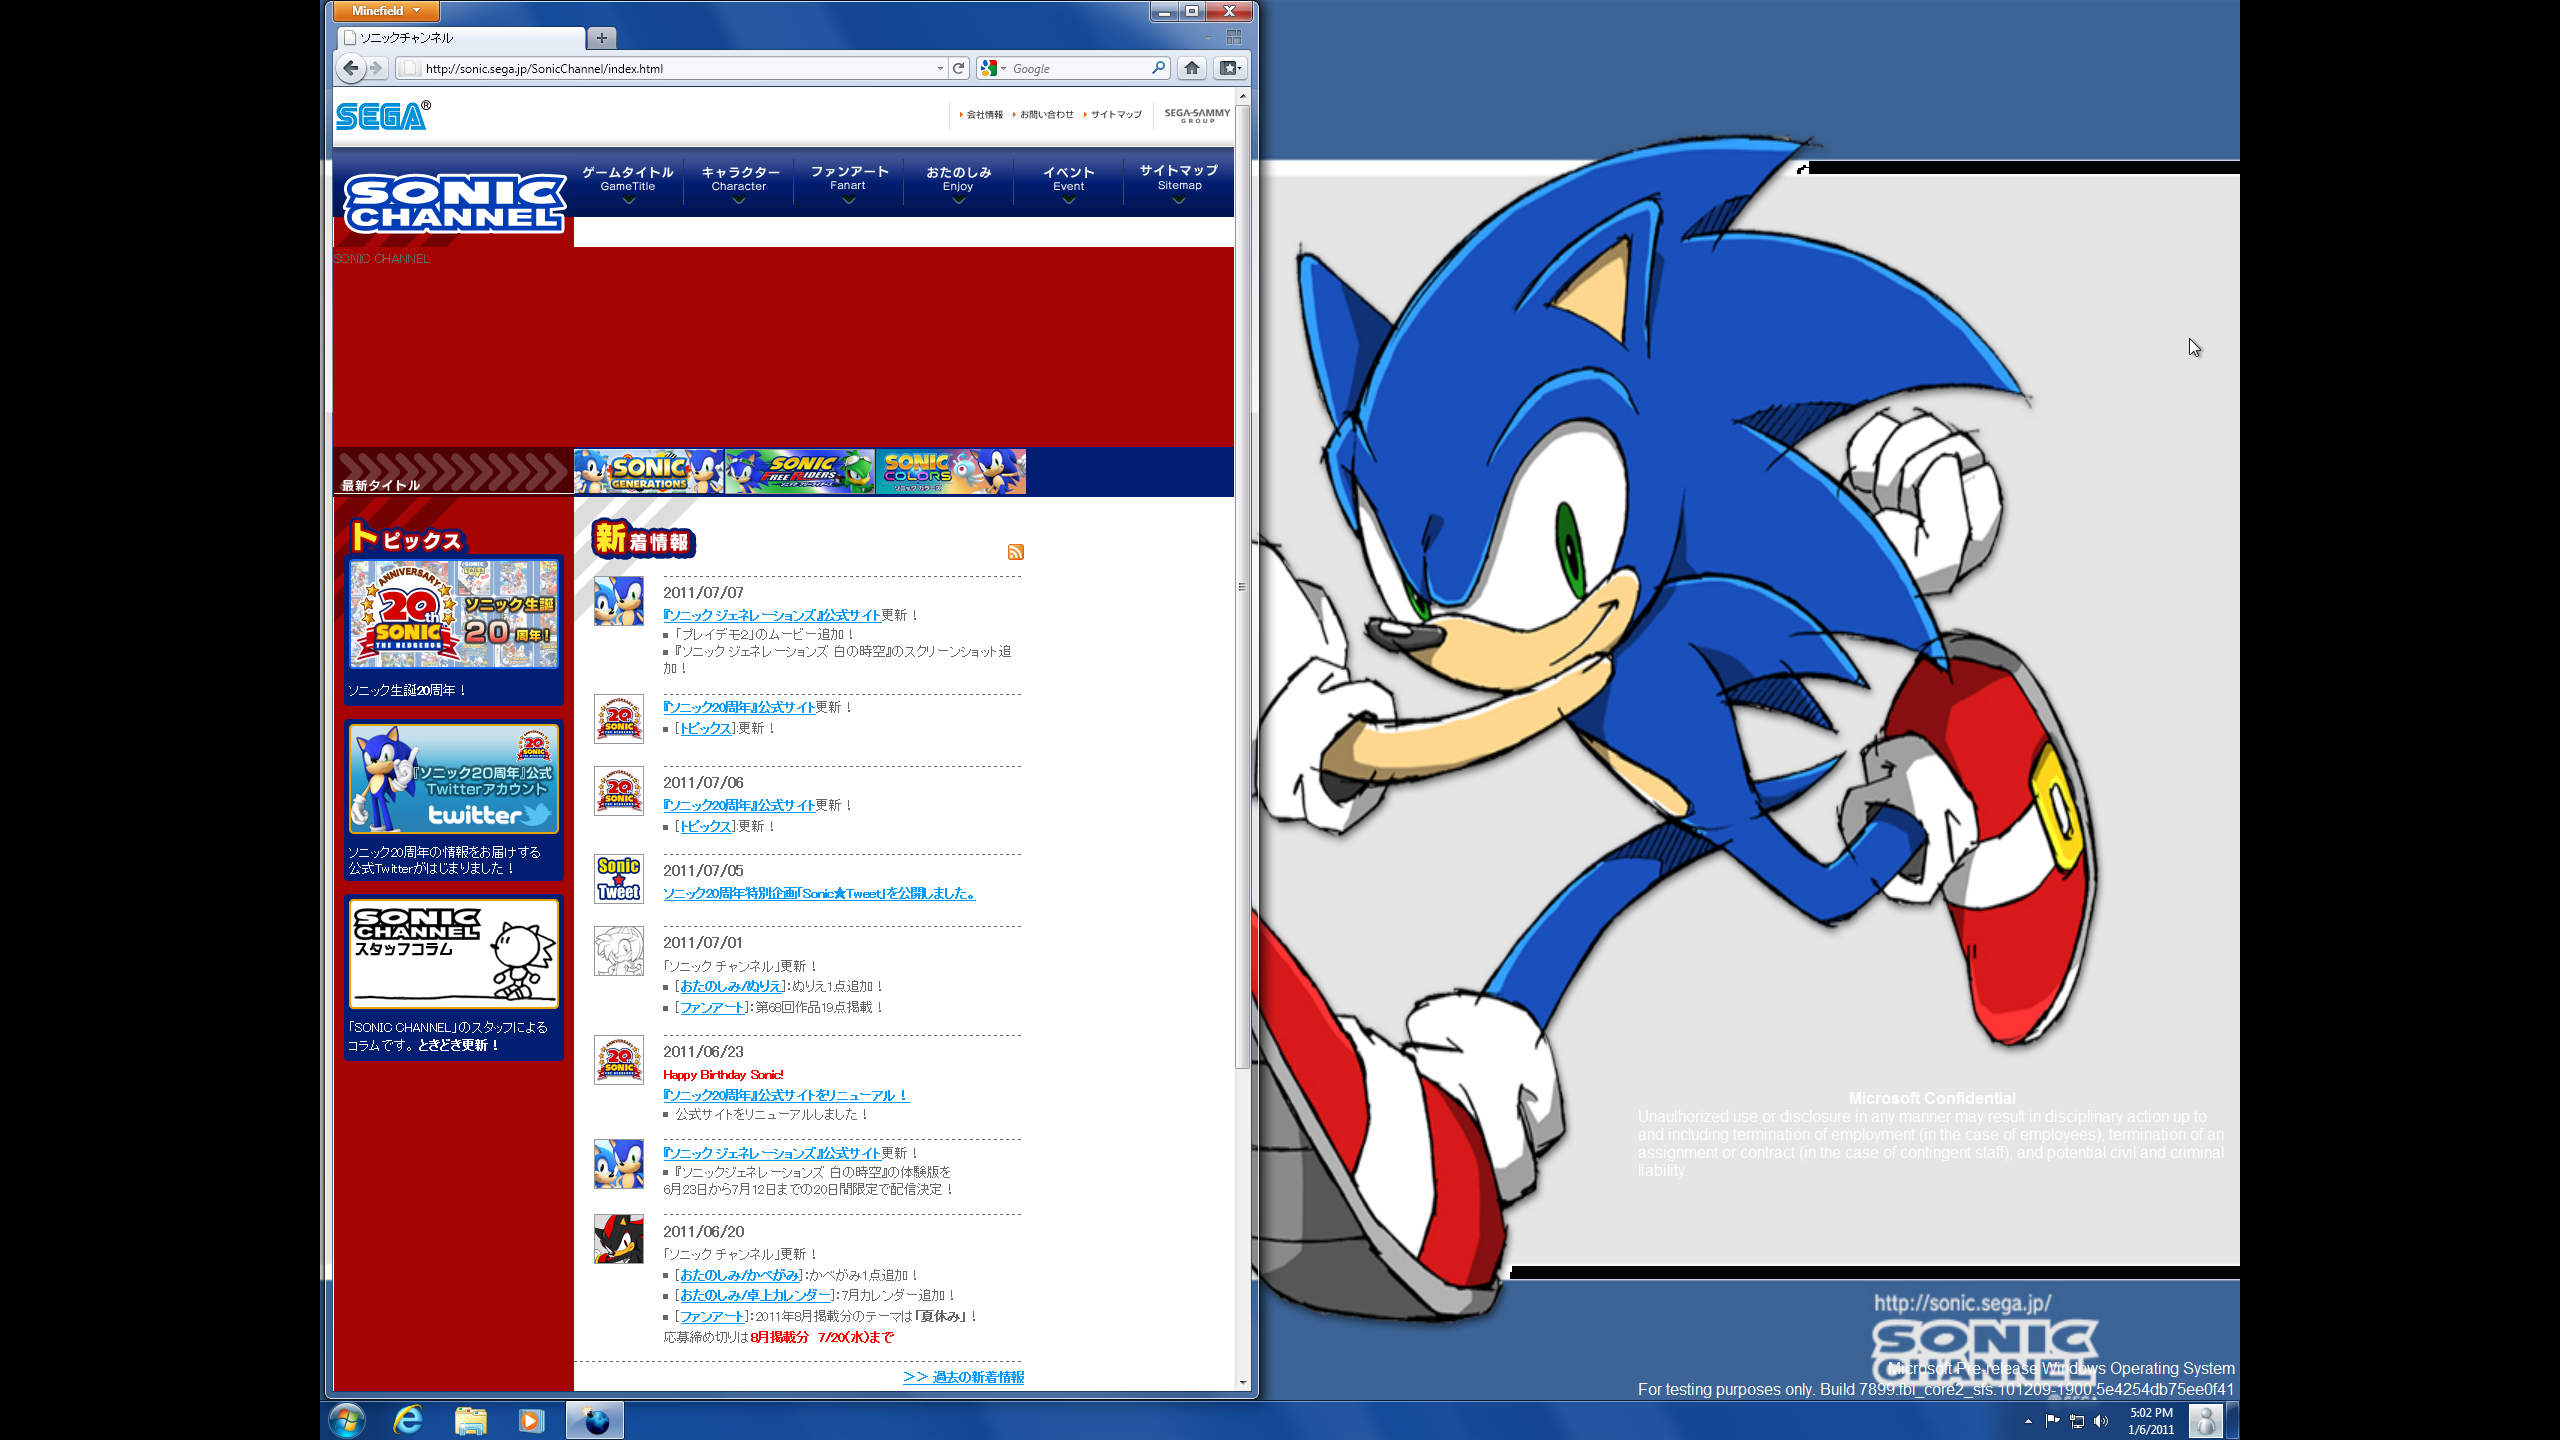 Minefield
ソニックチャンネル
http://sonic.sega.jp/SonicChannel/index.html
Google
SEGA®
会社情報 お問い合わせ サイトマップ
SEGA SAMMY
GROUP
SONIC
CHANNEL
ゲームタイトル
GameTitle
キャラクター
Character
ファンアート
Fanart
おたのしみ
Enjoy
イベント
Event
サイトマップ
Sitemap
SONIC CHANNEL
最新タイトル
SONIC
GENERATIONS
SONIC
FREE RIDERS
SONIC
COLORS
ソニック カラーズ
トピックス
ANNIVERSARY
20th
SONIC
THE HEDGEHOG
ソニック生誕
20周年!
ソニック生誕20周年！
『ソニック20周年』公式
Twitterアカウント
twitter
ソニック20周年の情報をお届けする
公式Twitterがはじまりました！
SONIC
CHANNEL
スタッフコラム
「SONIC CHANNEL」のスタッフによる
コラムです。ときどき更新！
新着情報
2011/07/07
『ソニック ジェネレーションズ』公式サイト更新！
■ 「プレイデモ2」のムービー追加！
■ 『ソニック ジェネレーションズ 白の時空』のスクリーンショット追
加！
『ソニック20周年』公式サイト更新！
■ [トピックス]:更新！
2011/07/06
『ソニック20周年』公式サイト更新！
■ [トピックス]:更新！
Sonic
★
Tweet
2011/07/05
ソニック20周年特別企画「Sonic★Tweet」を公開しました。
2011/07/01
「ソニック チャンネル」更新！
■ [おたのしみ/ぬりえ]：ぬりえ1点追加！
■ [ファンアート]：第68回作品19点掲載！
2011/06/23
Happy Birthday Sonic!
『ソニック20周年』公式サイトをリニューアル！
■ 公式サイトをリニューアルしました！
『ソニック ジェネレーションズ』公式サイト更新！
■ 『ソニックジェネレーションズ 白の時空』の体験版を
6月23日から7月12日までの20日間限定で配信決定！
2011/06/20
「ソニック チャンネル」更新！
■ [おたのしみ/かべがみ]：かべがみ1点追加！
■ [おたのしみ/卓上カレンダー]：7月カレンダー追加！
■ [ファンアート]：2011年8月掲載分のテーマは「夏休み」！
応募締め切りは8月掲載分 7/20(水)まで
>> 過去の新着情報
Microsoft Confidential
Unauthorized use or disclosure in any manner may result in disciplinary action up to
and including termination of employment (in the case of employees), termination of an
assignment or contract (in the case of contingent staff), and potential civil and criminal
liability.
http://sonic.sega.jp/
SONIC
CHANNEL
Microsoft Pre-release Windows Operating System
For testing purposes only. Build 7899.fbl_core2_sfs.101209-1900.5e4254db75ee0f41
5:02 PM
1/6/2011